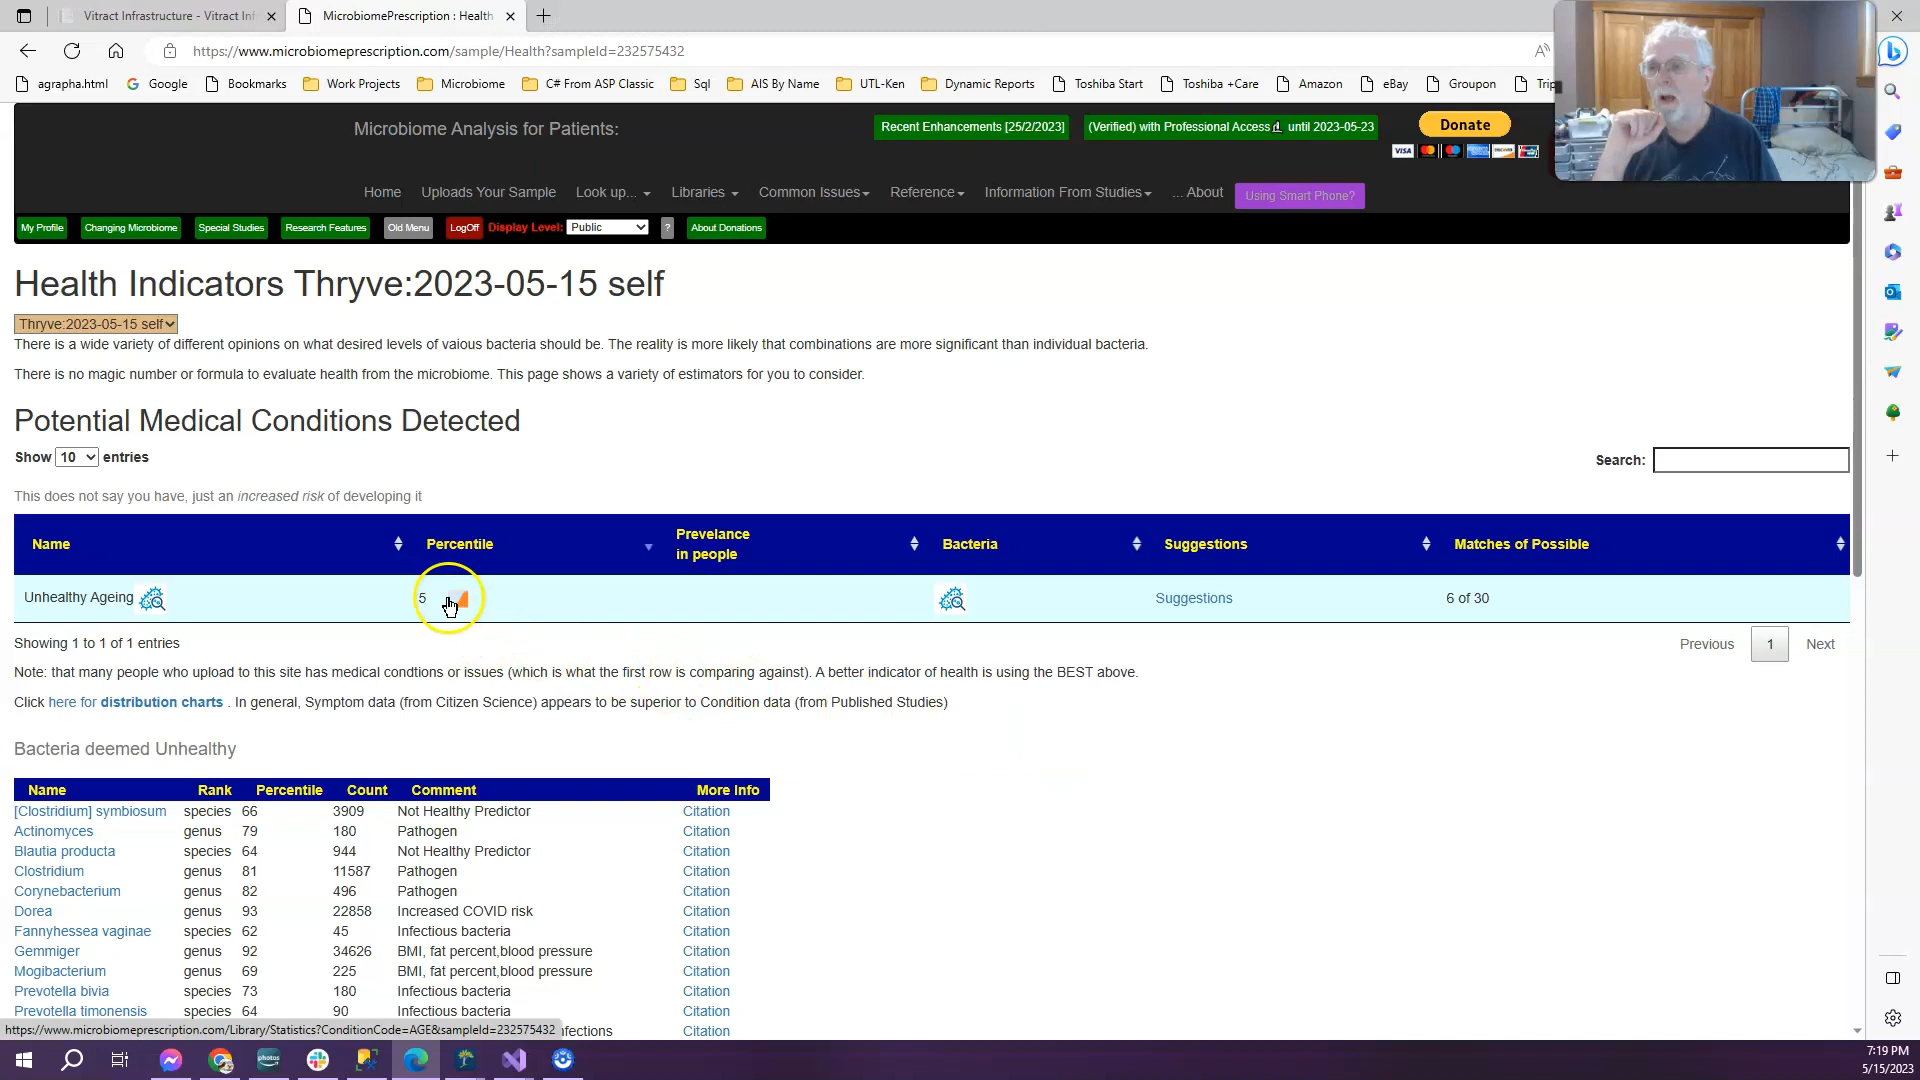 Vitract Infrastructure - Vitract Inf
MicrobiomePrescription : Health
https://www.microbiomeprescription.com/sample/Health?sampleId=232575432
agrapha.html Google Bookmarks Work Projects Microbiome C# From ASP Classic Sql AIS By Name UTL-Ken Dynamic Reports Toshiba Start Toshiba +Care Amazon eBay Groupon Trip
Microbiome Analysis for Patients:
Recent Enhancements [25/2/2023] (Verified) with Professional Access until 2023-05-23 Donate
VISA DISCOVER
Home Uploads Your Sample Look up... Libraries Common Issues Reference Information From Studies ... About Using Smart Phone?
My Profile Changing Microbiome Special Studies Research Features Old Menu LogOff Display Level: Public ? About Donations
Health Indicators Thryve:2023-05-15 self
Thryve:2023-05-15 self
There is a wide variety of different opinions on what desired levels of vaious bacteria should be. The reality is more likely that combinations are more significant than individual bacteria.
There is no magic number or formula to evaluate health from the microbiome. This page shows a variety of estimators for you to consider.
Potential Medical Conditions Detected
Show 10 entries
Search:
This does not say you have, just an increased risk of developing it
Name Percentile Prevelance in people Bacteria Suggestions Matches of Possible
Unhealthy Ageing 5 Suggestions 6 of 30
Showing 1 to 1 of 1 entries
Previous 1 Next
Note: that many people who upload to this site has medical condtions or issues (which is what the first row is comparing against). A better indicator of health is using the BEST above.
Click here for distribution charts . In general, Symptom data (from Citizen Science) appears to be superior to Condition data (from Published Studies)
Bacteria deemed Unhealthy
Name Rank Percentile Count Comment More Info
[Clostridium] symbiosum species 66 3909 Not Healthy Predictor Citation
Actinomyces genus 79 180 Pathogen Citation
Blautia producta species 64 944 Not Healthy Predictor Citation
Clostridium genus 81 11587 Pathogen Citation
Corynebacterium genus 82 496 Pathogen Citation
Dorea genus 93 22858 Increased COVID risk Citation
Fannyhessea vaginae species 62 45 Infectious bacteria Citation
Gemmiger genus 92 34626 BMI, fat percent,blood pressure Citation
Mogibacterium genus 69 225 BMI, fat percent,blood pressure Citation
Prevotella bivia species 73 180 Infectious bacteria Citation
Prevotella timonensis species 64 90 Infectious bacteria Citation
https://www.microbiomeprescription.com/Library/Statistics?ConditionCode=AGE&sampleId=232575432 nfections Citation
photos
7:19 PM
5/15/2023